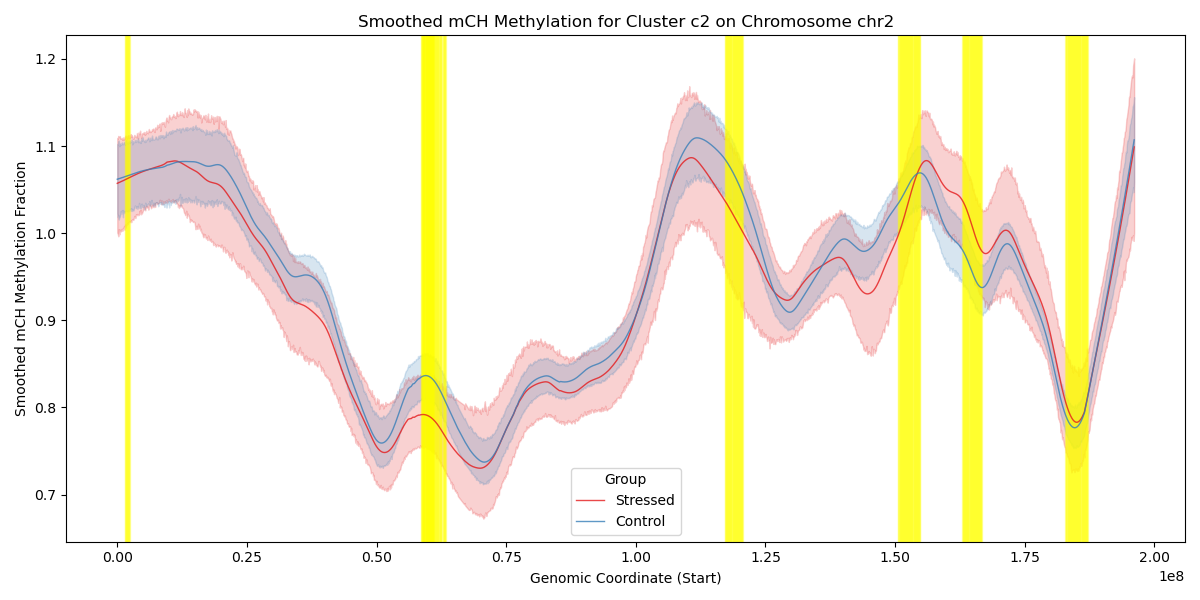 Smoothed mCH Methylation for Cluster c2 on Chromosome chr2
Smoothed mCH Methylation Fraction
1.2
1.1
1.0
0.9
0.8
0.7
Group
Stressed
Control
0.00 0.25 0.50 0.75 1.00 1.25 1.50 1.75 2.00
1e8
Genomic Coordinate (Start)